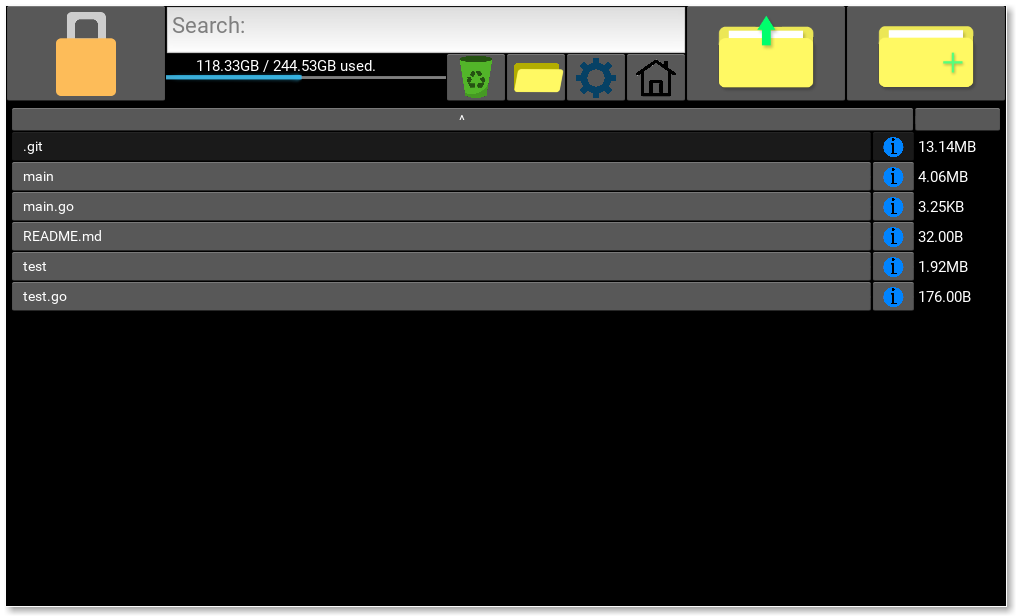 Search:
118.33GB / 244.53GB used.
^
.git 13.14MB
main 4.06MB
main.go 3.25KB
README.md 32.00B
test 1.92MB
test.go 176.00B